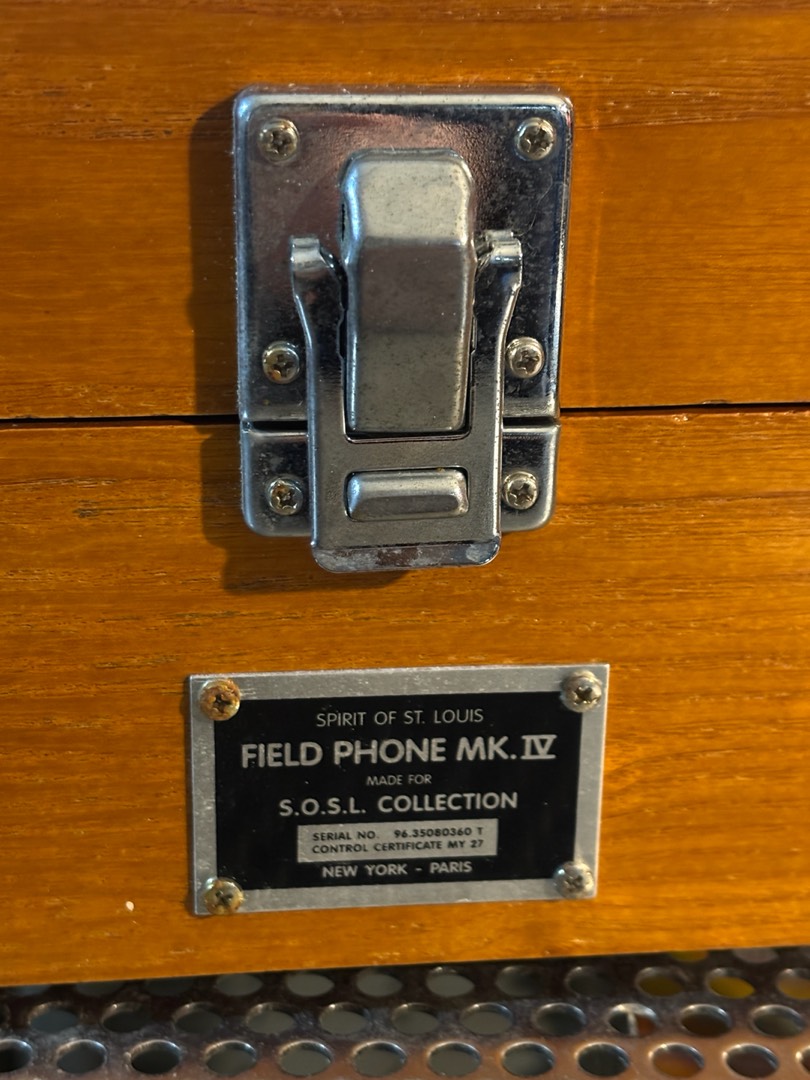 SPIRIT OF ST. LOUIS
FIELD PHONE MK. IV
MADE FOR
S.O.S.L. COLLECTION
SERIAL NO. 96.35080360 T
CONTROL CERTIFICATE MY 27
NEW YORK - PARIS